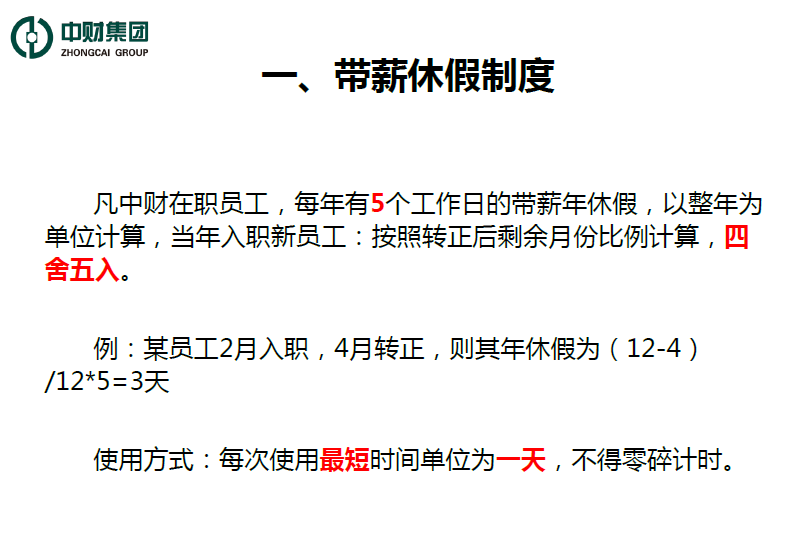 中财集团
ZHONGCAI GROUP
一、带薪休假制度
凡中财在职员工，每年有5个工作日的带薪年休假，以整年为
单位计算，当年入职新员工：按照转正后剩余月份比例计算，四
舍五入。
例：某员工2月入职，4月转正，则其年休假为（12-4）
/12*5=3天
使用方式：每次使用最短时间单位为一天，不得零碎计时。